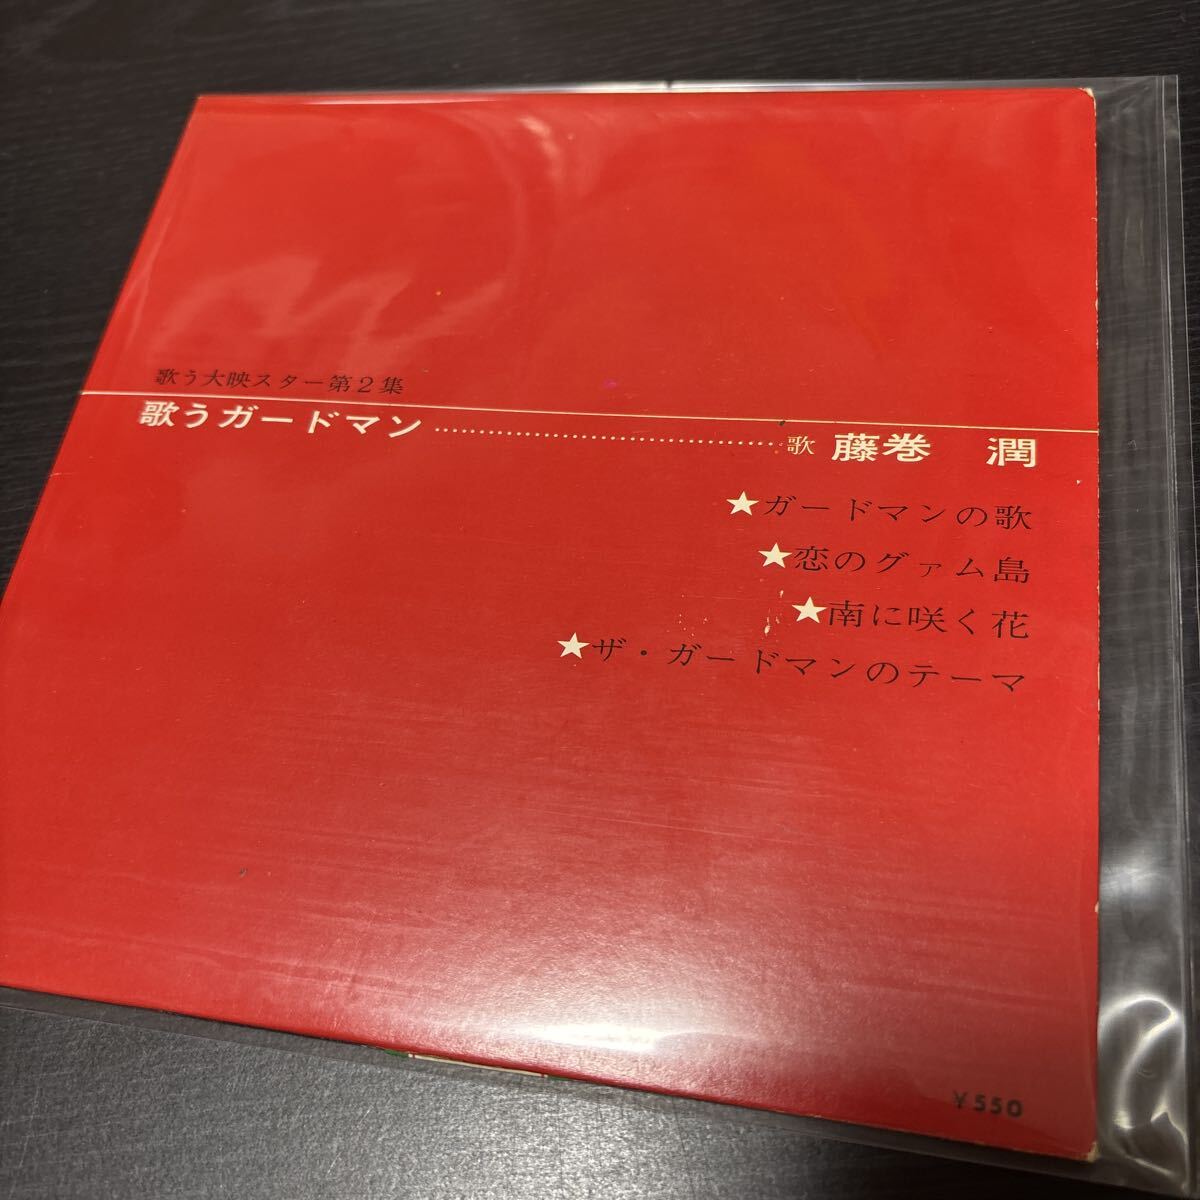 歌う大映スター第2集
歌うガードマン……………………………歌 藤巻 潤
★ガードマンの歌
★恋のグァム島
★南に咲く花
★ザ・ガードマンのテーマ
¥550